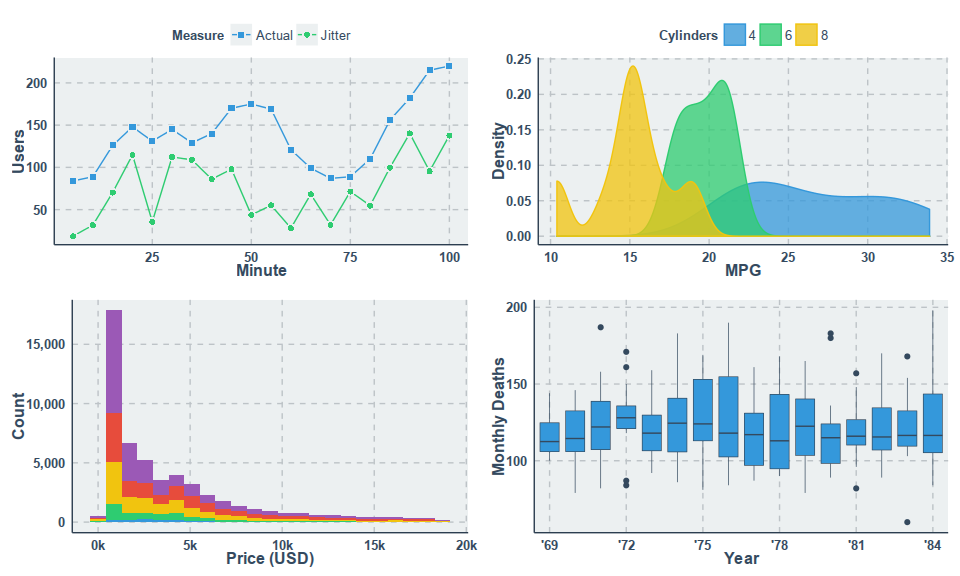 Measure Actual Jitter
200
150
100
50
Users
25 50 75 100
Minute
Cylinders 4 6 8
0.25
0.20
0.15
0.10
0.05
0.00
Density
10 15 20 25 30 35
MPG
15,000
10,000
5,000
0
Count
0k 5k 10k 15k 20k
Price (USD)
200
150
100
Monthly Deaths
'69 '72 '75 '78 '81 '84
Year